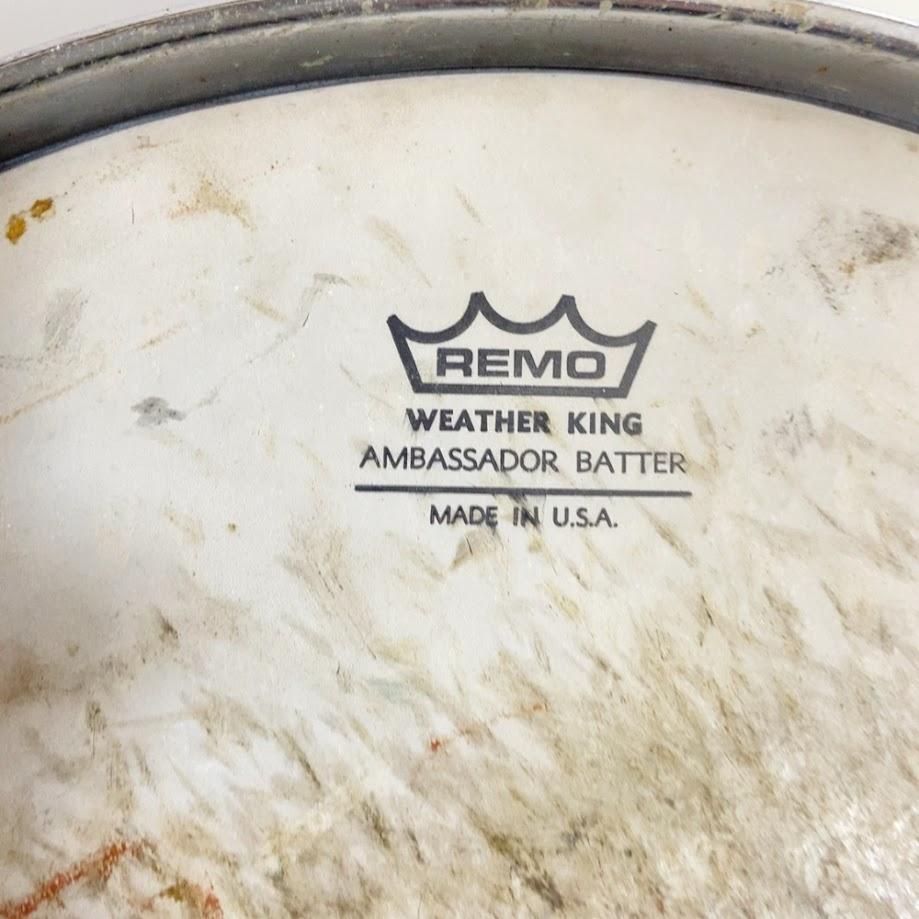 REMO
WEATHER KING
AMBASSADOR BATTER
MADE IN U.S.A.